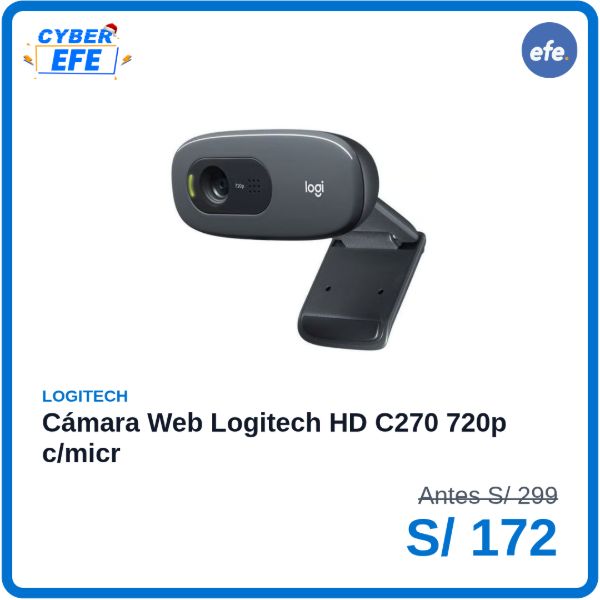 CYBER
EFE
efe.
720p
logi
LOGITECH
Cámara Web Logitech HD C270 720p
c/micr
Antes S/ 299
S/ 172